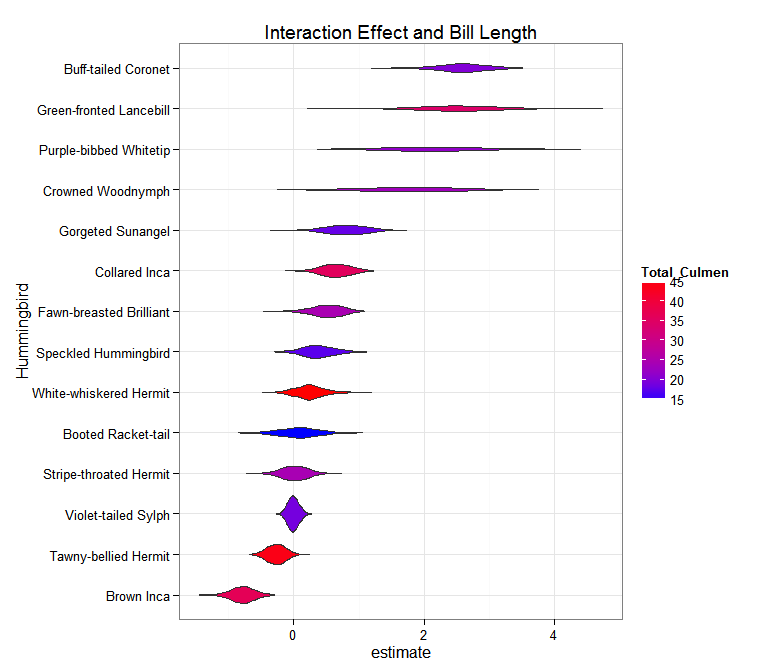 Interaction Effect and Bill Length
Hummingbird
Buff-tailed Coronet
Green-fronted Lancebill
Purple-bibbed Whitetip
Crowned Woodnymph
Gorgeted Sunangel
Collared Inca
Fawn-breasted Brilliant
Speckled Hummingbird
White-whiskered Hermit
Booted Racket-tail
Stripe-throated Hermit
Violet-tailed Sylph
Tawny-bellied Hermit
Brown Inca
0 2 4
estimate
Total_Culmen
45
40
35
30
25
20
15